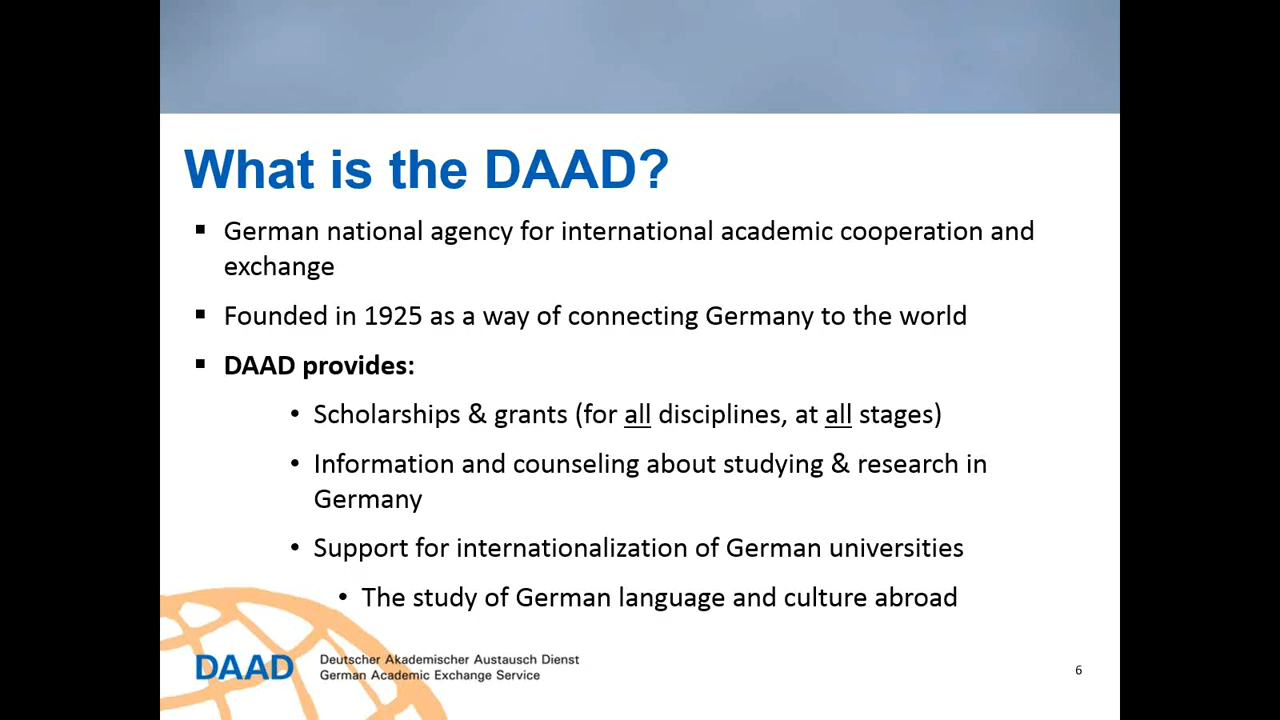 What is the DAAD?
▪ German national agency for international academic cooperation and
exchange
▪ Founded in 1925 as a way of connecting Germany to the world
▪ DAAD provides:
• Scholarships & grants (for all disciplines, at all stages)
• Information and counseling about studying & research in
Germany
• Support for internationalization of German universities
• The study of German language and culture abroad
DAAD
Deutscher Akademischer Austausch Dienst
German Academic Exchange Service
6